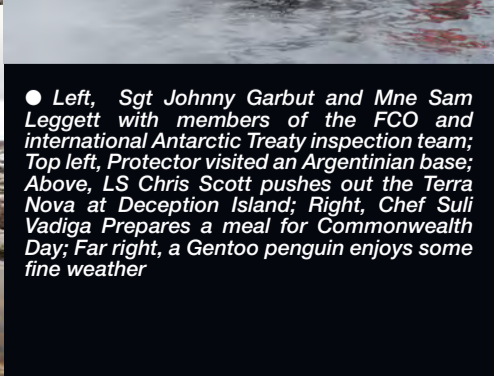 ● Left, Sgt Johnny Garbut and Mne Sam
Leggett with members of the FCO and
international Antarctic Treaty inspection team;
Top left, Protector visited an Argentinian base;
Above, LS Chris Scott pushes out the Terra
Nova at Deception Island; Right, Chef Suli
Vadiga Prepares a meal for Commonwealth
Day; Far right, a Gentoo penguin enjoys some
fine weather